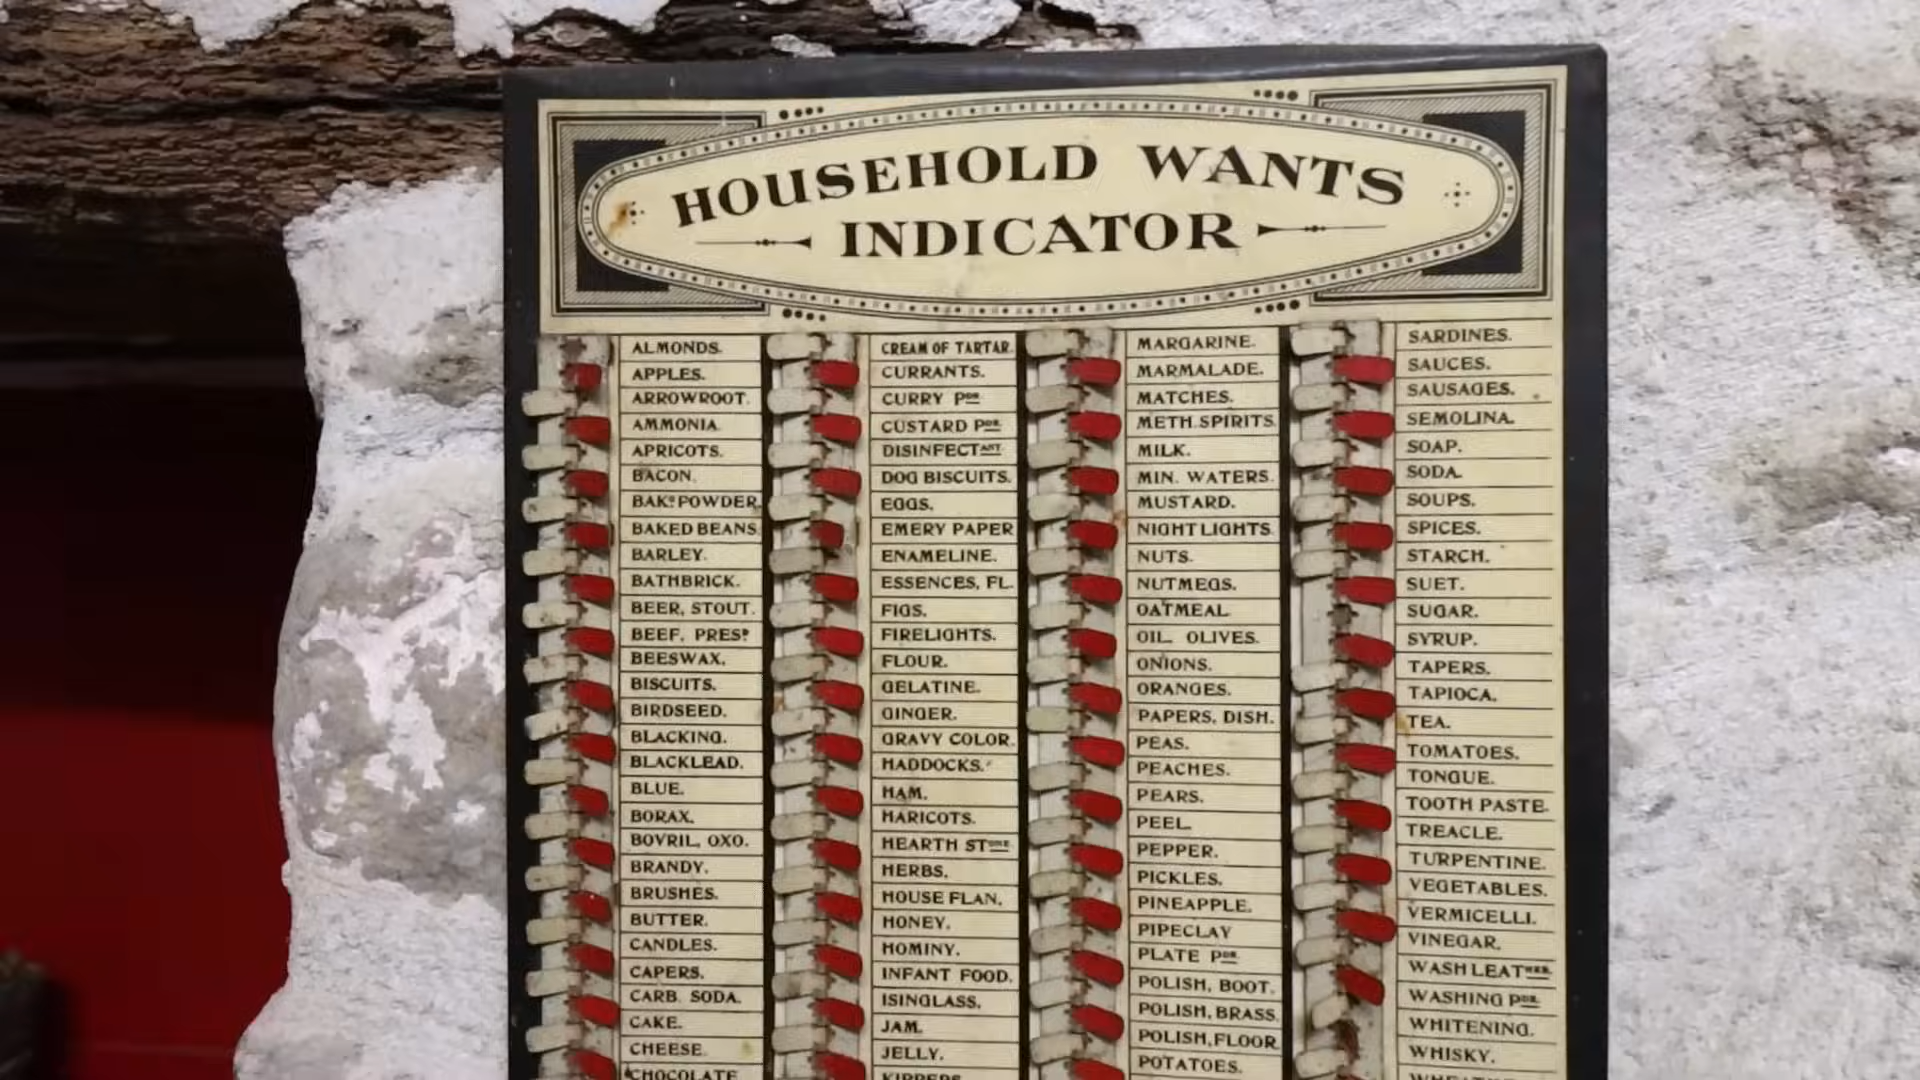 HOUSEHOLD WANTS
INDICATOR
ALMONDS.
APPLES.
ARROWROOT.
AMMONIA.
APRICOTS.
BACON.
BAKG POWDER.
BAKED BEANS.
BARLEY.
BATHBRICK.
BEER, STOUT.
BEEF, PRESD
BEESWAX.
BISCUITS.
BIRDSEED.
BLACKING.
BLACKLEAD.
BLUE.
BORAX.
BOVRIL, OXO.
BRANDY.
BRUSHES.
BUTTER.
CANDLES.
CAPERS.
CARB. SODA.
CAKE.
CHEESE.
CHOCOLATE
CREAM OF TARTAR.
CURRANTS.
CURRY PDR
CUSTARD PDR
DISINFECTANT.
DOG BISCUITS.
EGGS.
EMERY PAPER
ENAMELINE.
ESSENCES, FL.
FIGS.
FIRELIGHTS.
FLOUR.
GELATINE.
GINGER.
GRAVY COLOR.
HADDOCKS.
HAM.
HARICOTS.
HEARTH STONE
HERBS.
HOUSE FLAN.
HONEY.
HOMINY.
INFANT FOOD.
ISINGLASS.
JAM.
JELLY.
KIPPERS
MARGARINE.
MARMALADE.
MATCHES.
METH. SPIRITS.
MILK.
MIN. WATERS.
MUSTARD.
NIGHT LIGHTS.
NUTS.
NUTMEGS.
OATMEAL
OIL. OLIVES.
ONIONS.
ORANGES.
PAPERS, DISH.
PEAS.
PEACHES.
PEARS.
PEEL.
PEPPER.
PICKLES.
PINEAPPLE.
PIPECLAY
PLATE PDR
POLISH, BOOT.
POLISH, BRASS.
POLISH, FLOOR
POTATOES.
SARDINES.
SAUCES.
SAUSAGES.
SEMOLINA.
SOAP.
SODA.
SOUPS.
SPICES.
STARCH.
SUET.
SUGAR.
SYRUP.
TAPERS.
TAPIOCA.
TEA.
TOMATOES.
TONGUE.
TOOTH PASTE.
TREACLE.
TURPENTINE.
VEGETABLES.
VERMICELLI.
VINEGAR.
WASH LEATHER.
WASHING PDR
WHITENING.
WHISKY.